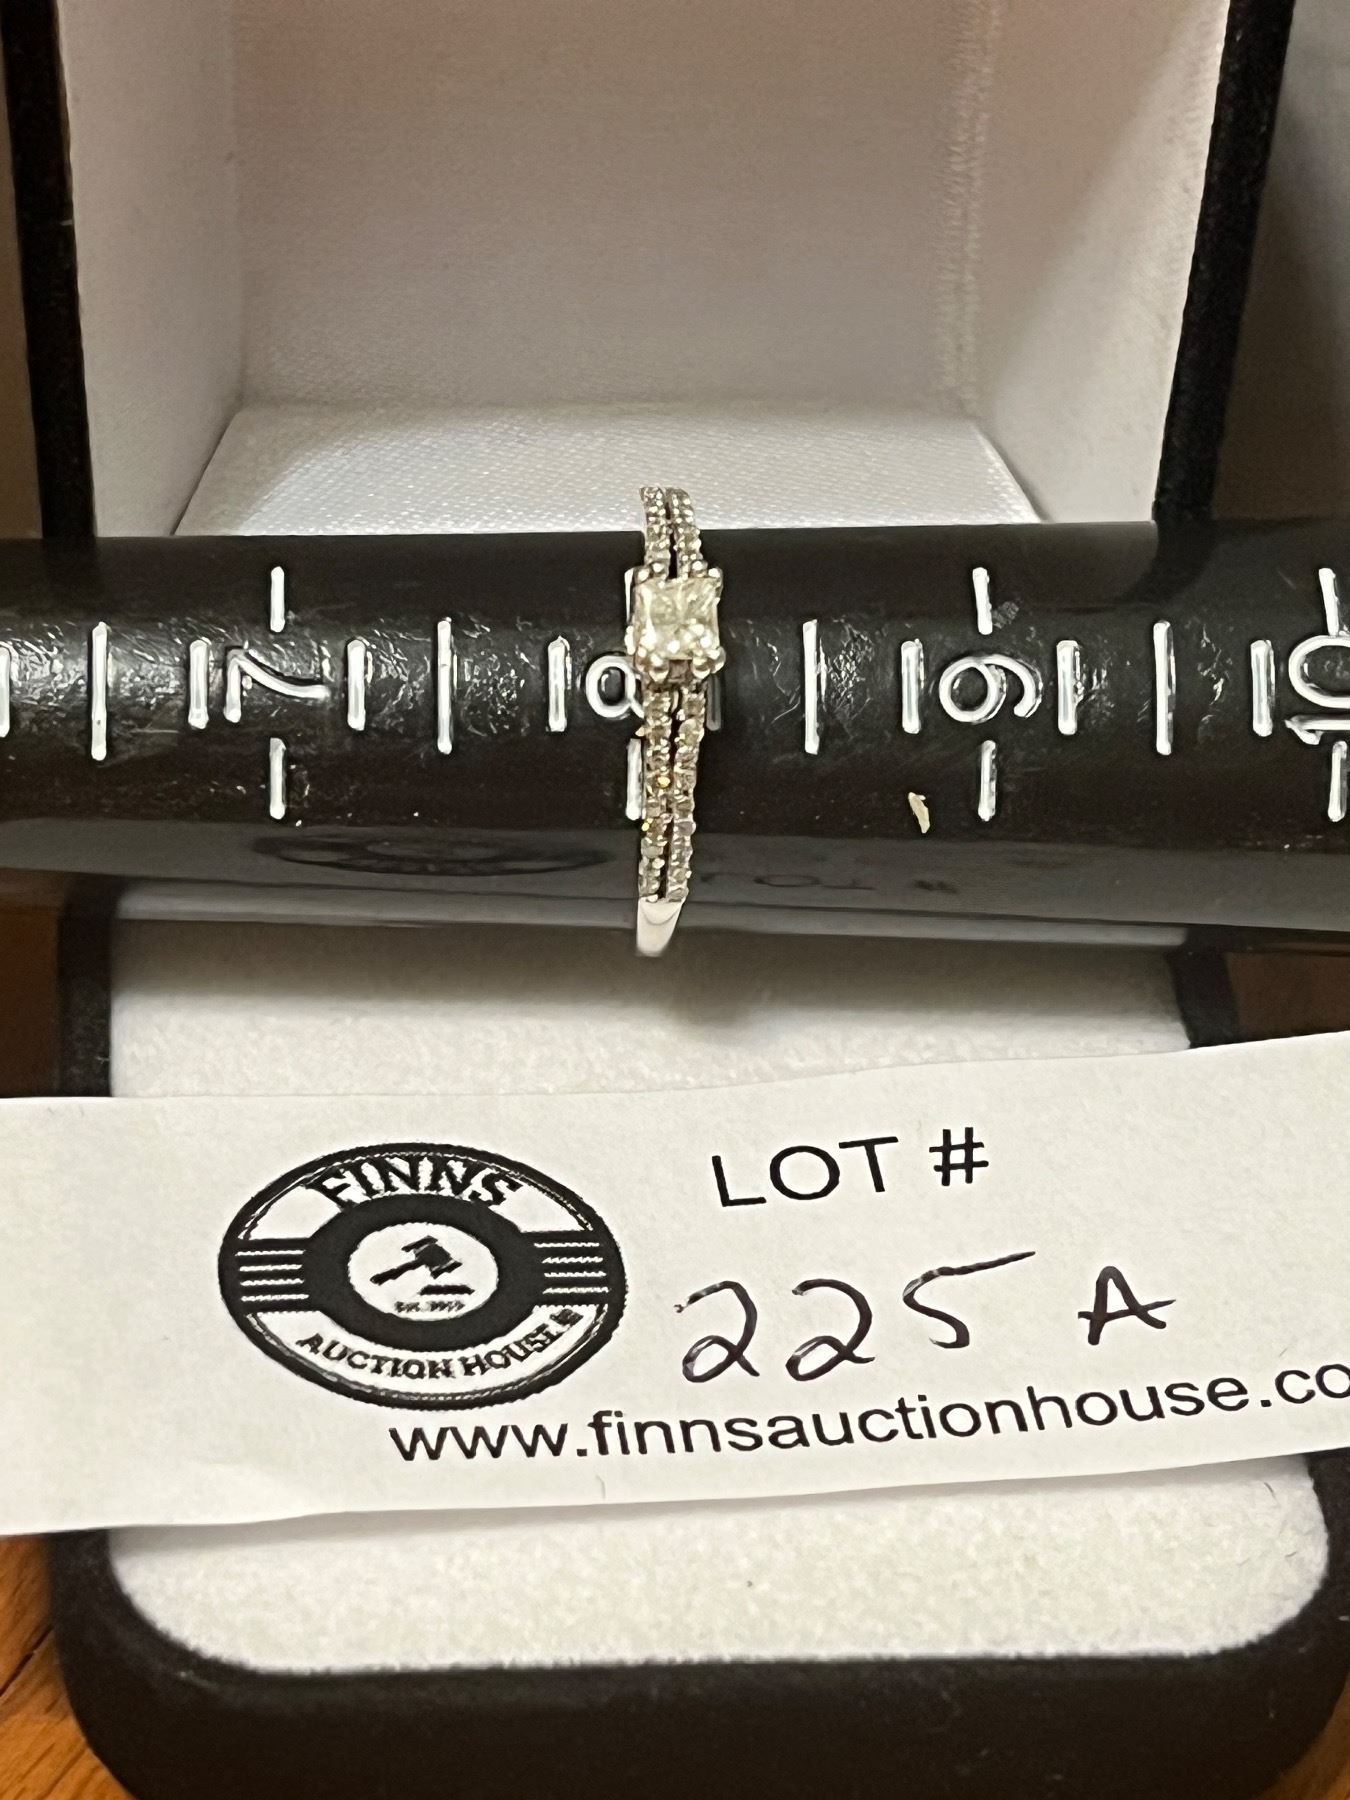 7 8 9 10
LOT #
FINNS
225 A
AUCTION HOUSE
www.finnsauctionhouse.co